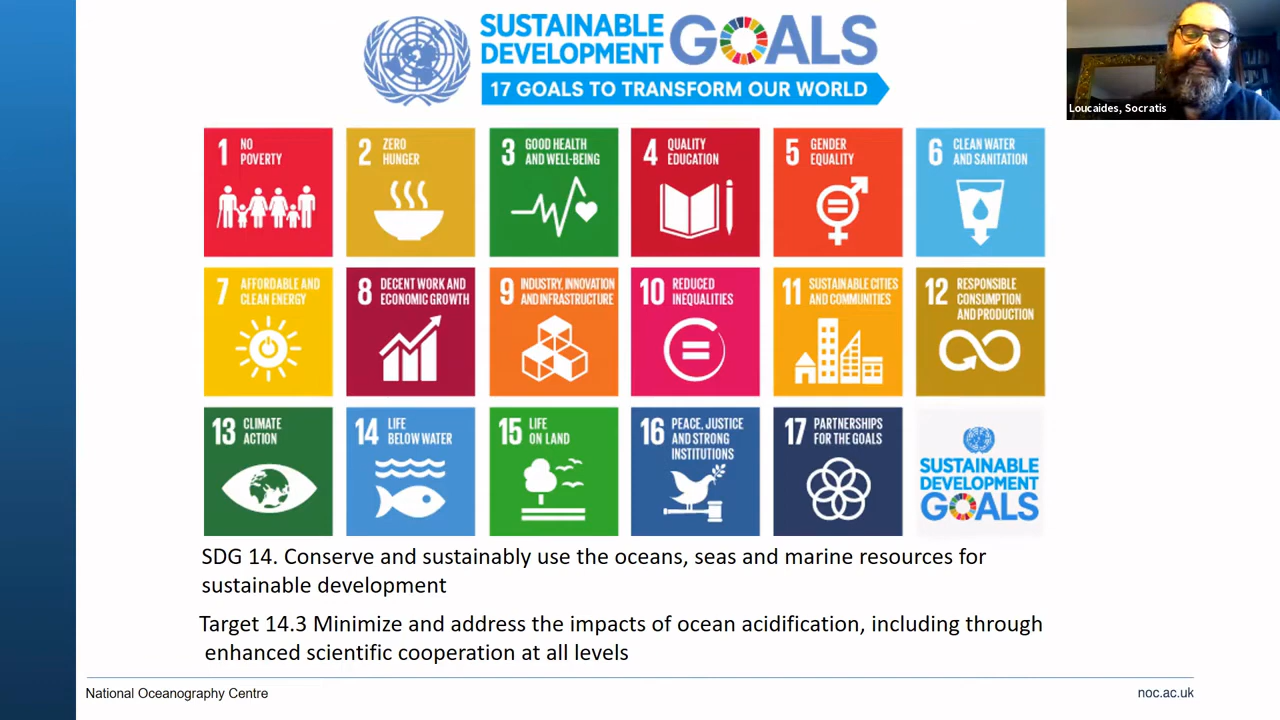 SUSTAINABLE
DEVELOPMENT
GOALS
17 GOALS TO TRANSFORM OUR WORLD
Loucaides, Socratis
1 NO
POVERTY
2 ZERO
HUNGER
3 GOOD HEALTH
AND WELL-BEING
4 QUALITY
EDUCATION
5 GENDER
EQUALITY
6 CLEAN WATER
AND SANITATION
7 AFFORDABLE AND
CLEAN ENERGY
8 DECENT WORK AND
ECONOMIC GROWTH
9 INDUSTRY, INNOVATION
AND INFRASTRUCTURE
10 REDUCED
INEQUALITIES
11 SUSTAINABLE CITIES
AND COMMUNITIES
12 RESPONSIBLE
CONSUMPTION
AND PRODUCTION
13 CLIMATE
ACTION
14 LIFE
BELOW WATER
15 LIFE
ON LAND
16 PEACE, JUSTICE
AND STRONG
INSTITUTIONS
17 PARTNERSHIPS
FOR THE GOALS
SUSTAINABLE
DEVELOPMENT
GOALS
SDG 14. Conserve and sustainably use the oceans, seas and marine resources for
sustainable development
Target 14.3 Minimize and address the impacts of ocean acidification, including through
enhanced scientific cooperation at all levels
National Oceanography Centre
noc.ac.uk